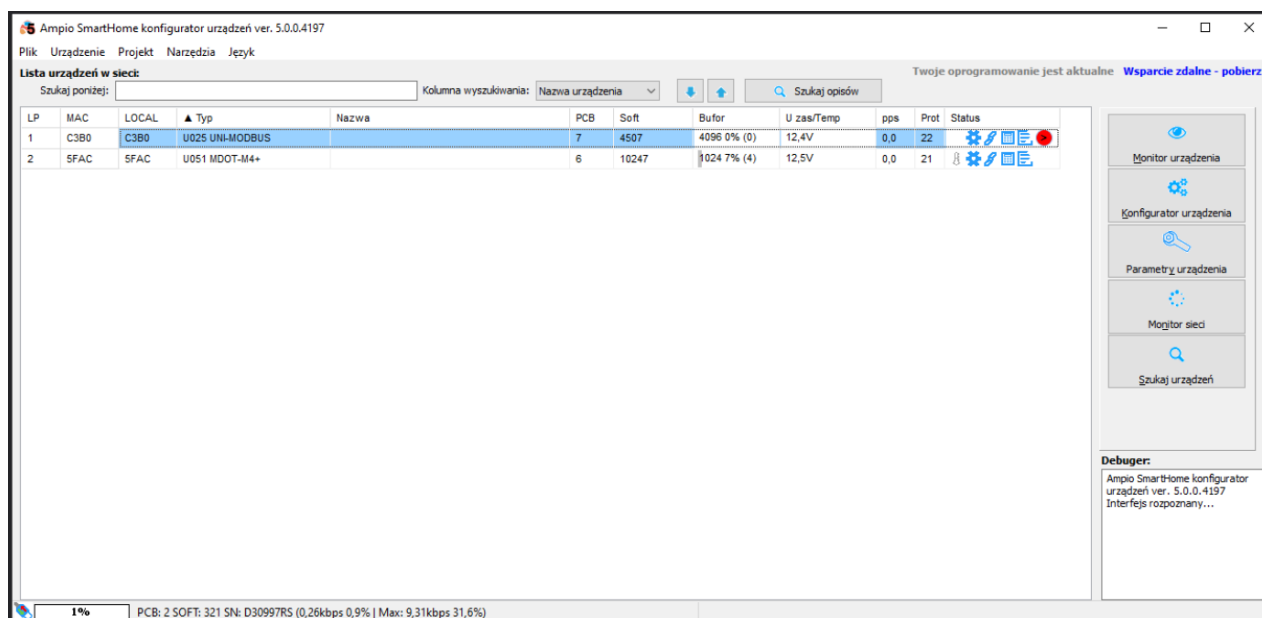 Ampio SmartHome konfigurator urządzeń ver. 5.0.0.4197
Plik Urządzenie Projekt Narzędzia Język
Lista urządzeń w sieci:
Twoje oprogramowanie jest aktualne Wsparcie zdalne - pobierz
Szukaj poniżej: Kolumna wyszukiwania: Nazwa urządzenia Szukaj opisów
LP MAC LOCAL ▲ Typ Nazwa PCB Soft Bufor U zas/Temp pps Prot Status
1 C3B0 C3B0 U025 UNI-MODBUS 7 4507 4096 0% (0) 12,4V 0,0 22
2 5FAC 5FAC U051 MDOT-M4+ 6 10247 1024 7% (4) 12,5V 0,0 21
Monitor urządzenia
Konfigurator urządzenia
Parametry urządzenia
Monitor sieci
Szukaj urządzeń
Debuger:
Ampio SmartHome konfigurator
urządzeń ver. 5.0.0.4197
Interfejs rozpoznany...
1% PCB: 2 SOFT: 321 SN: D30997RS (0,26kbps 0,9% | Max: 9,31kbps 31,6%)